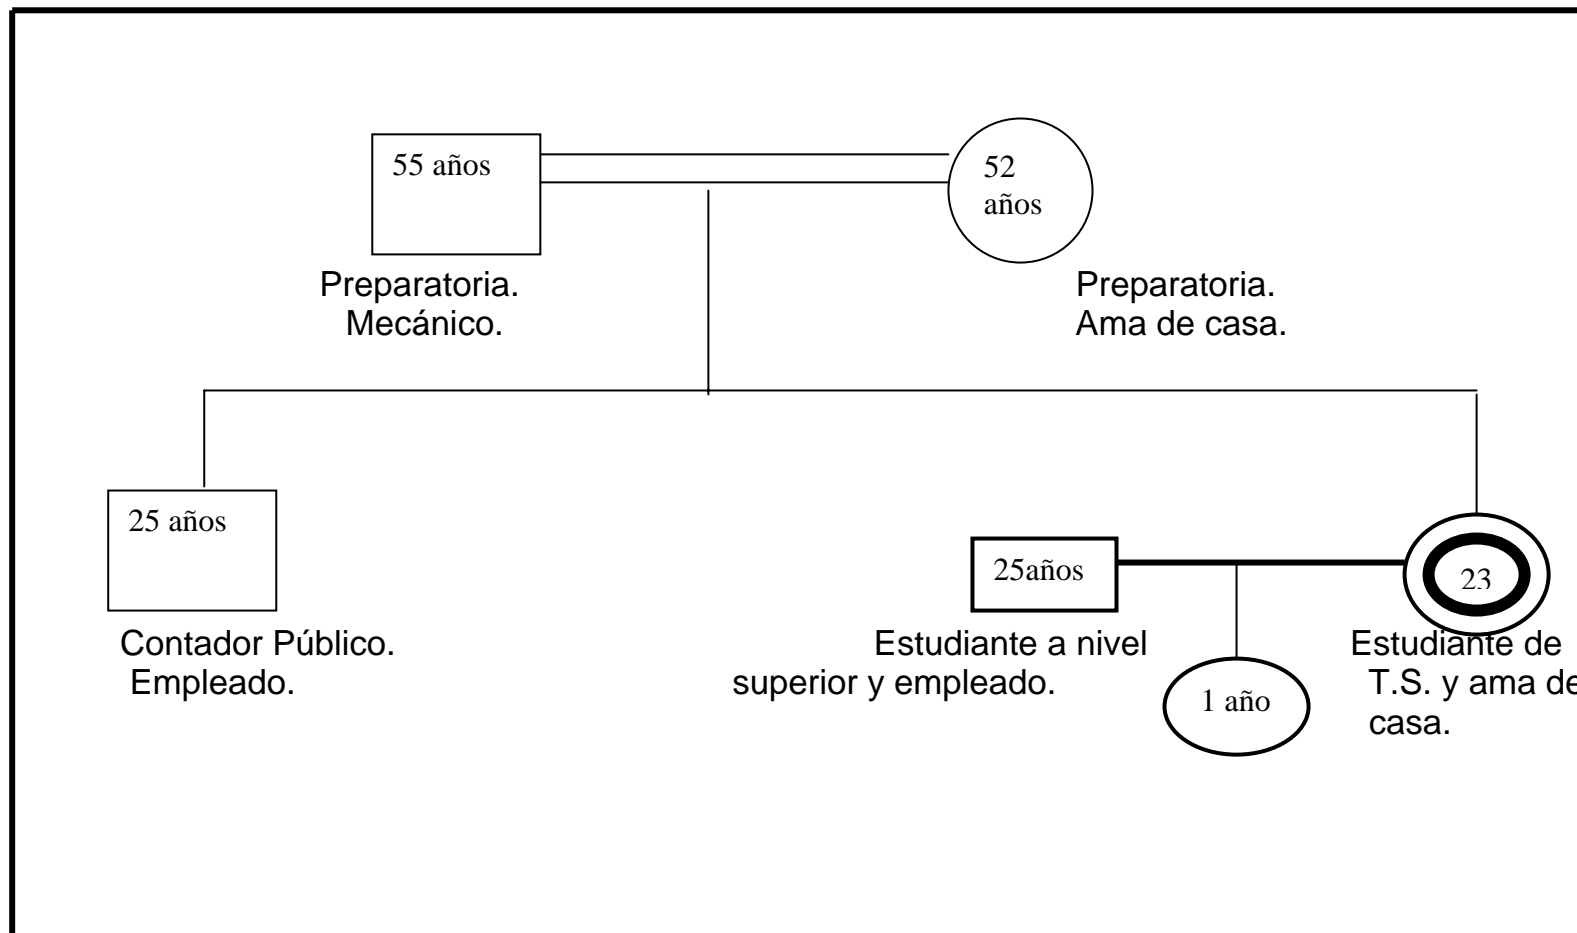 55 años
52
años
Preparatoria.
Mecánico.
Preparatoria.
Ama de casa.
25 años
Contador Público.
Empleado.
25años
23
Estudiante a nivel
superior y empleado.
Estudiante de
T.S. y ama de
casa.
1 año